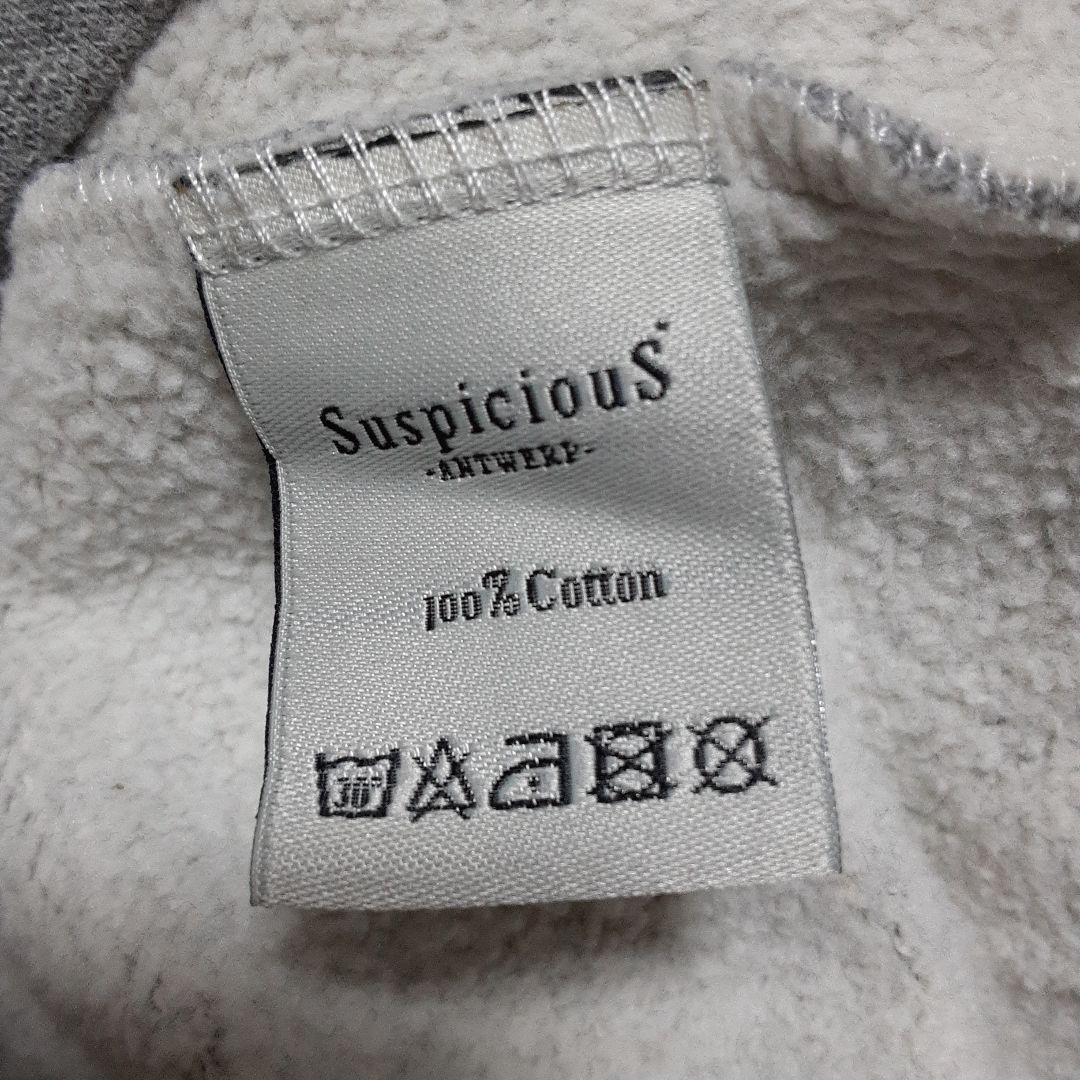 SuspiciouS
-ANTWERP-
100% Cotton
30°